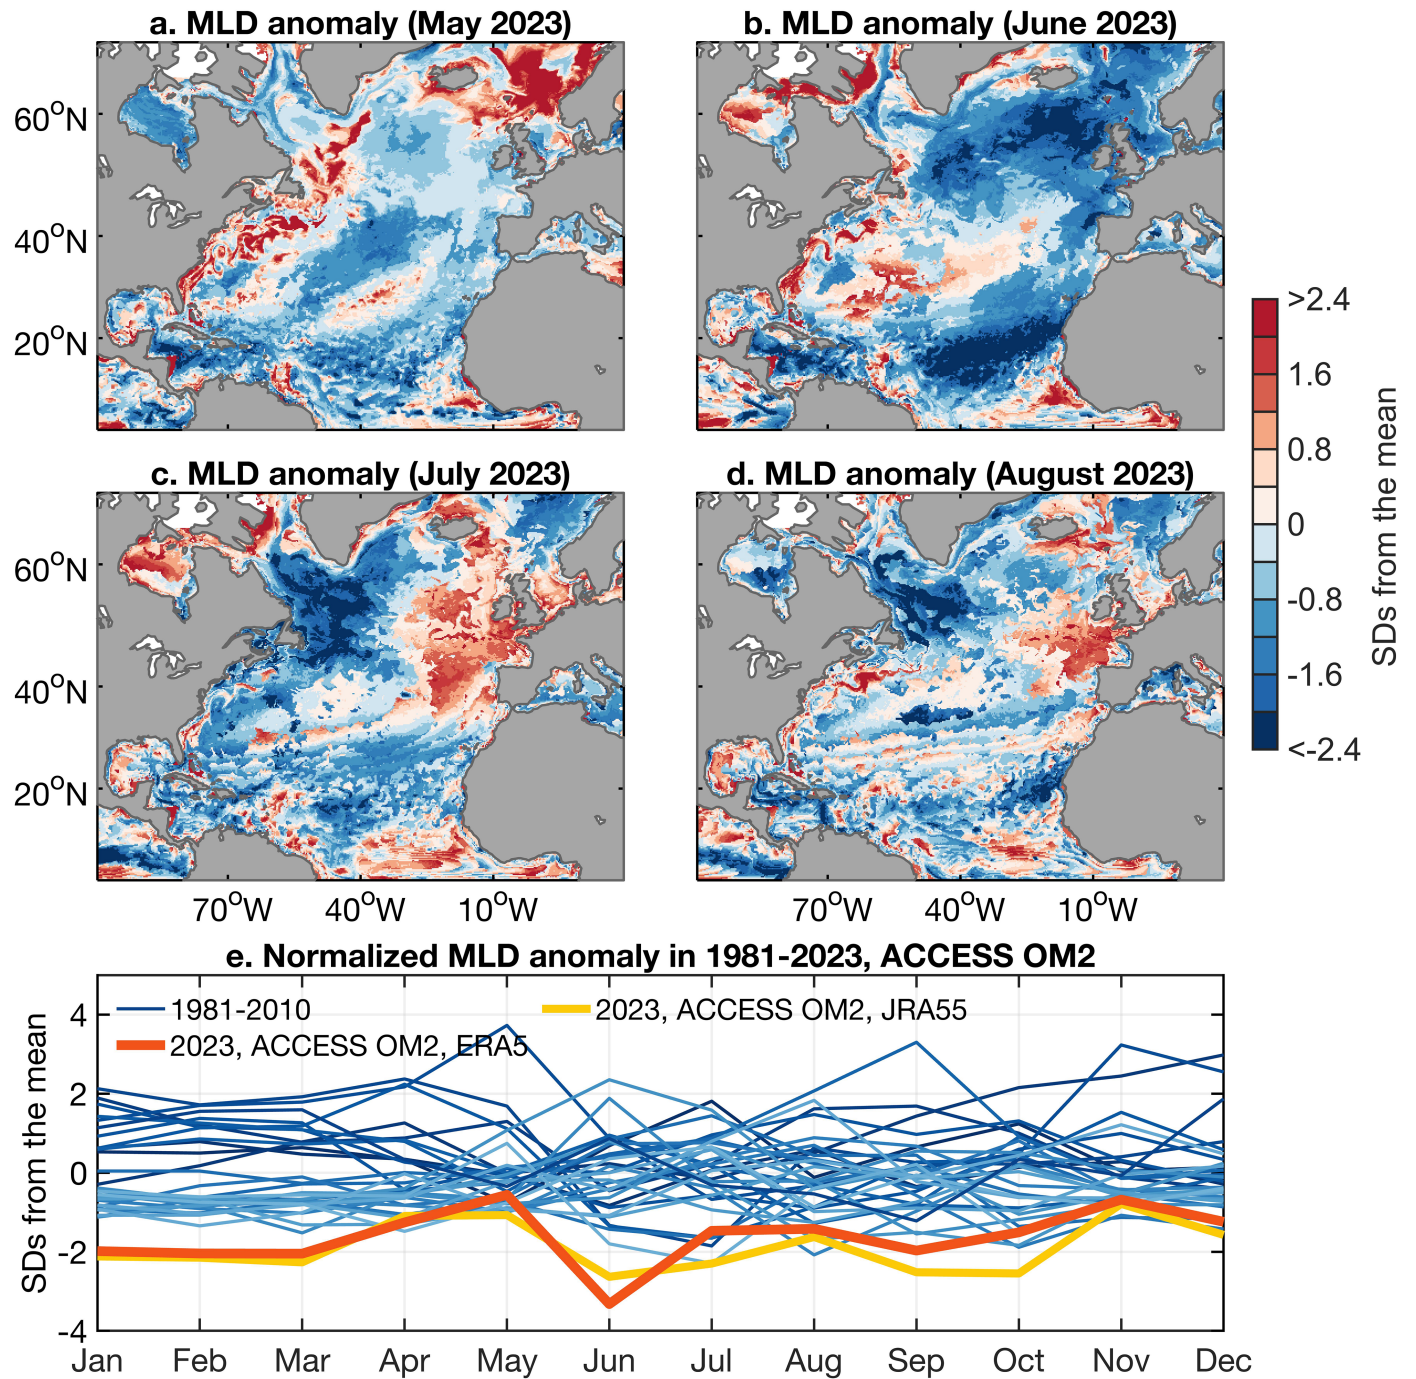 a. MLD anomaly (May 2023)
b. MLD anomaly (June 2023)
60°N
40°N
20°N
c. MLD anomaly (July 2023)
d. MLD anomaly (August 2023)
60°N
40°N
20°N
70°W 40°W 10°W
70°W 40°W 10°W
>2.4
1.6
0.8
0
-0.8
-1.6
<-2.4
SDs from the mean
e. Normalized MLD anomaly in 1981-2023, ACCESS OM2
1981-2010
2023, ACCESS OM2, JRA55
2023, ACCESS OM2, ERA5
SDs from the mean
4
2
0
-2
-4
Jan Feb Mar Apr May Jun Jul Aug Sep Oct Nov Dec